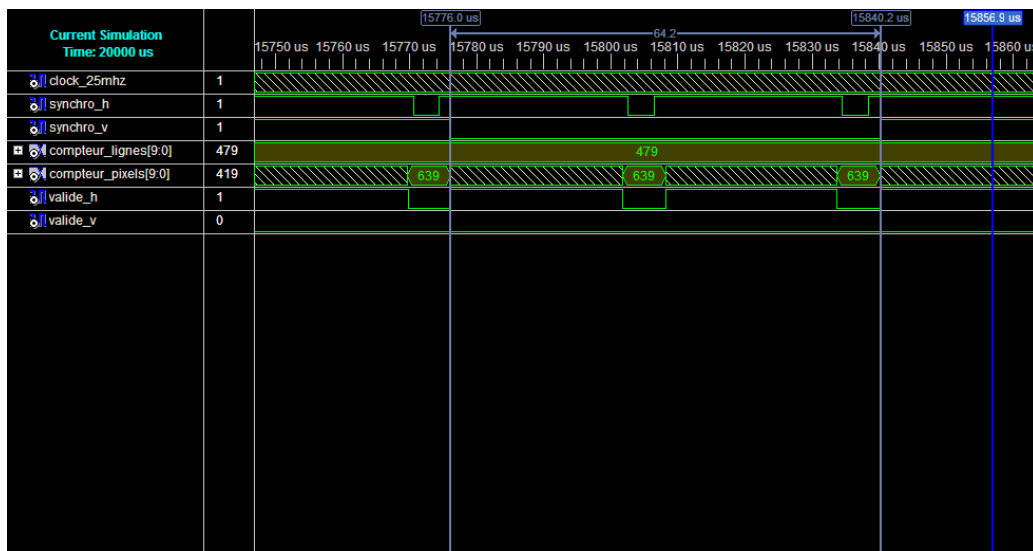 15776.0 us 15840.2 us 15856.9 us
Current Simulation
Time: 20000 us
64.2
15750 us 15760 us 15770 us 15780 us 15790 us 15800 us 15810 us 15820 us 15830 us 15840 us 15850 us 15860 us
clock_25mhz 1
synchro_h 1
synchro_v 1
compteur_lignes[9:0] 479 479
compteur_pixels[9:0] 419 639 639 639
valide_h 1
valide_v 0